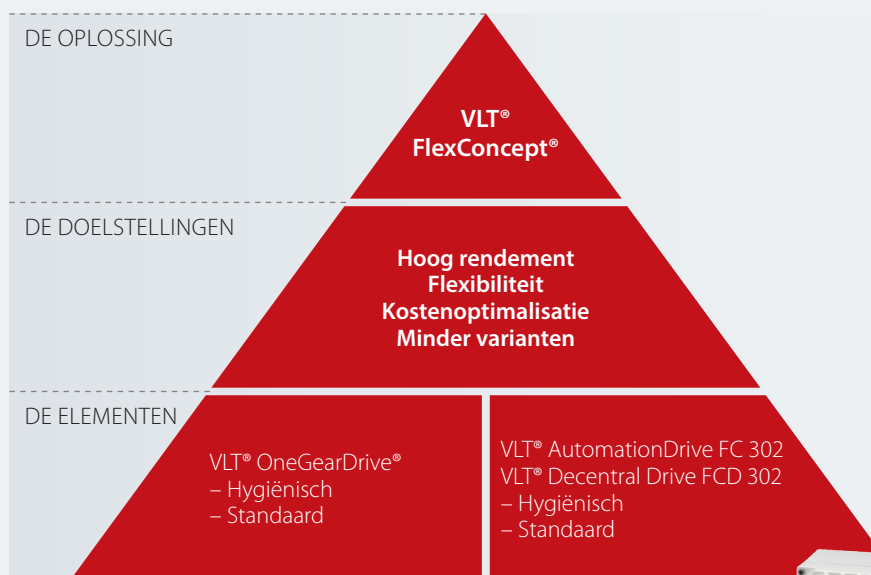 DE OPLOSSING
VLT®
FlexConcept®
DE DOELSTELLINGEN
Hoog rendement
Flexibiliteit
Kostenoptimalisatie
Minder varianten
DE ELEMENTEN
VLT® OneGearDrive®
– Hygiënisch
– Standaard
VLT® AutomationDrive FC 302
VLT® Decentral Drive FCD 302
– Hygiënisch
– Standaard